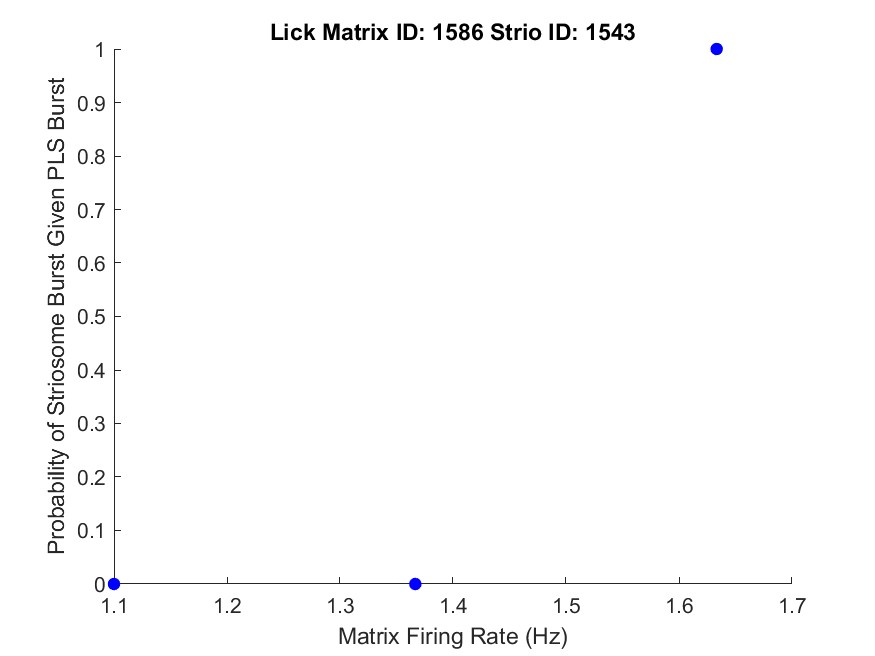 Lick Matrix ID: 1586 Strio ID: 1543
Probability of Striosome Burst Given PLS Burst
1
0.9
0.8
0.7
0.6
0.5
0.4
0.3
0.2
0.1
0
1.1 1.2 1.3 1.4 1.5 1.6 1.7
Matrix Firing Rate (Hz)